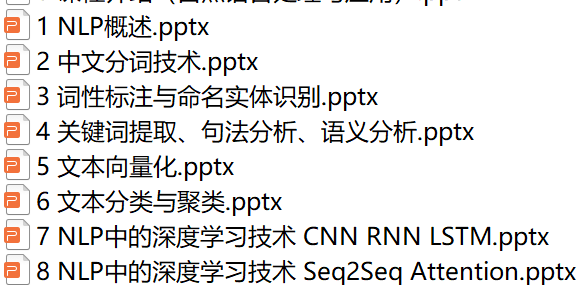 1 NLP概述.pptx
2 中文分词技术.pptx
3 词性标注与命名实体识别.pptx
4 关键词提取、句法分析、语义分析.pptx
5 文本向量化.pptx
6 文本分类与聚类.pptx
7 NLP中的深度学习技术 CNN RNN LSTM.pptx
8 NLP中的深度学习技术 Seq2Seq Attention.pptx